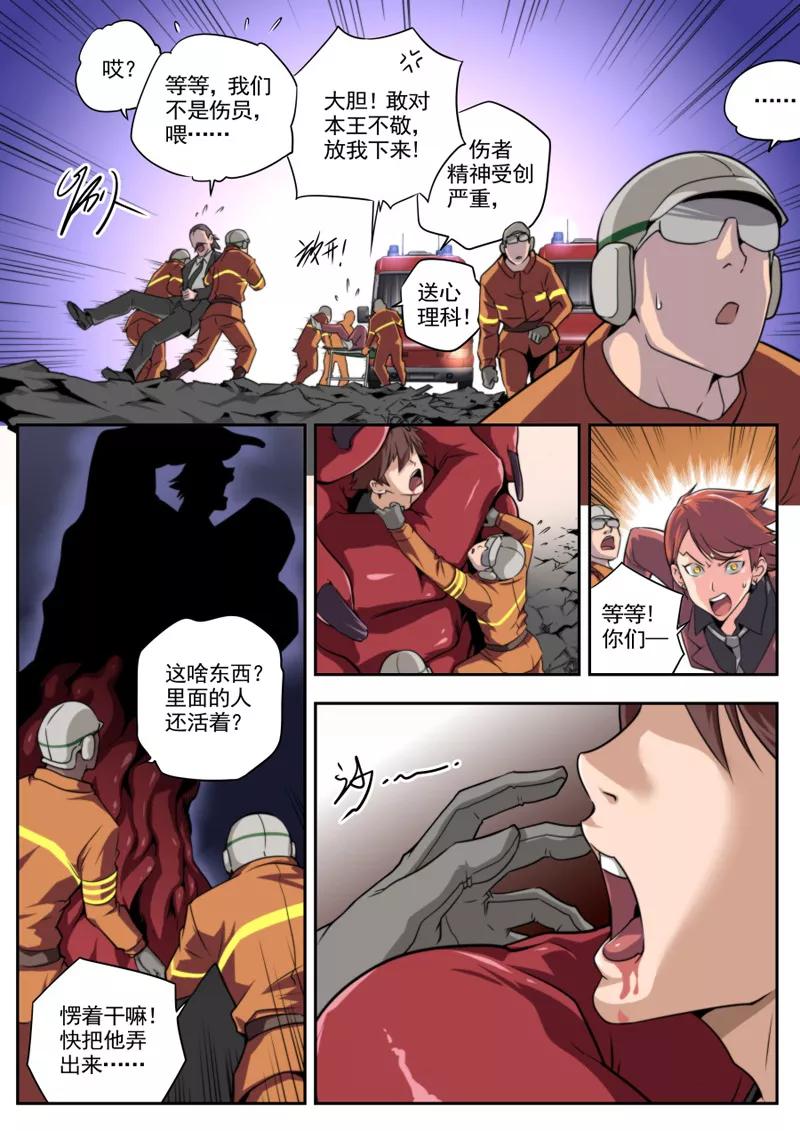 哎？
等等，我们
不是伤员，
喂……
大胆！敢对
本王不敬，
放我下来！
伤者
精神受创
严重，
送心
理科！
……
放开！
这啥东西？
里面的人
还活着？
愣着干嘛！
快把他弄
出来……
等等！
你们—
沙……